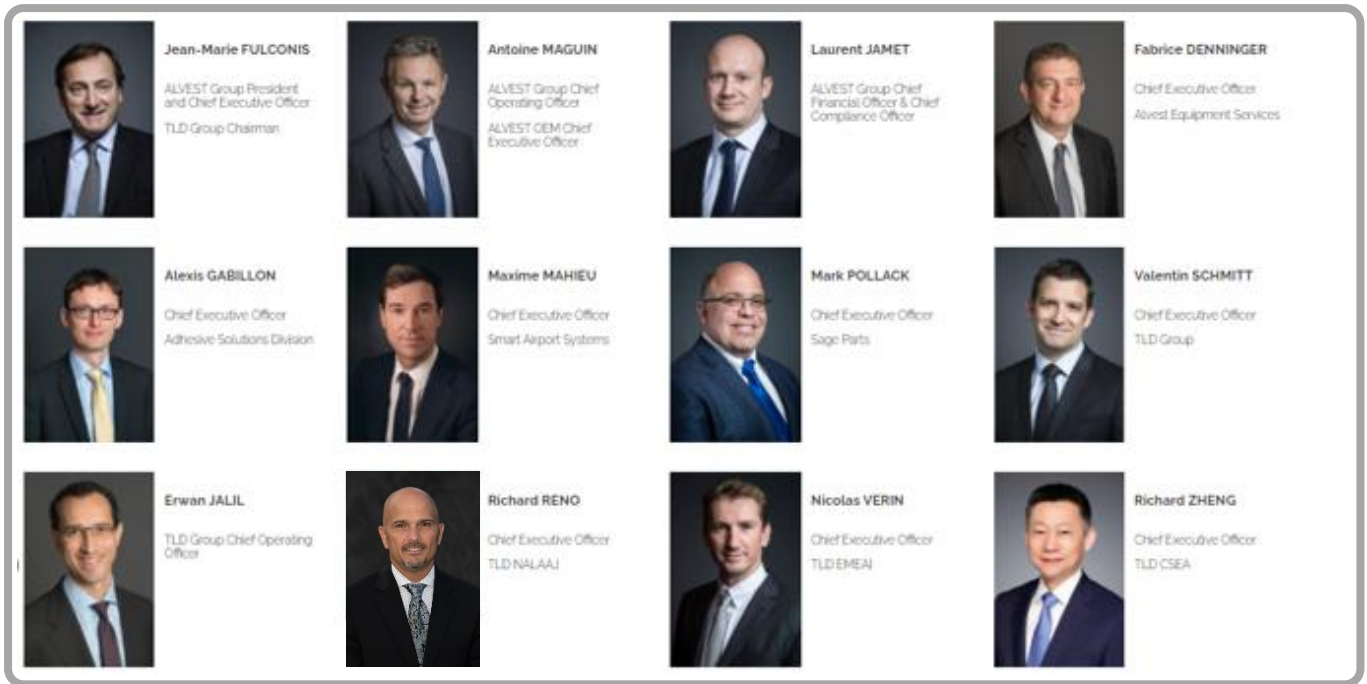 Jean-Marie FULCONIS
ALVEST Group President
and Chief Executive Officer
TLD Group Chairman
Antoine MAGUIN
ALVEST Group Chief
Operating Officer
ALVEST OEM Chief
Executive Officer
Laurent JAMET
ALVEST Group Chief
Financial Officer & Chief
Compliance Officer
Fabrice DENNINGER
Chief Executive Officer
Alvest Equipment Services
Alexis GABILLON
Chief Executive Officer
Adhesive Solutions Division
Maxime MAHIEU
Chief Executive Officer
Smart Airport Systems
Mark POLLACK
Chief Executive Officer
Sage Parts
Valentin SCHMITT
Chief Executive Officer
TLD Group
Erwan JALIL
TLD Group Chief Operating
Officer
Richard RENO
Chief Executive Officer
TLD NALAAJ
Nicolas VERIN
Chief Executive Officer
TLD EMEAI
Richard ZHENG
Chief Executive Officer
TLD CSEA